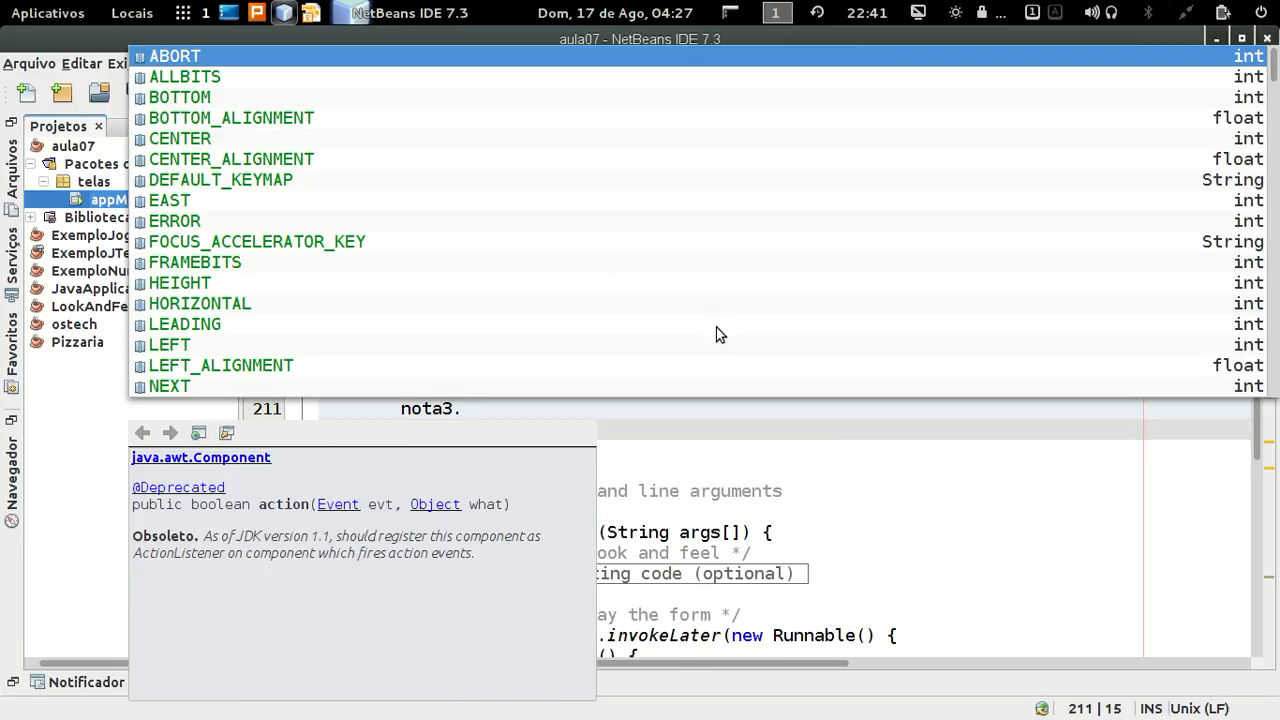 Aplicativos Locais 1 NetBeans IDE 7.3 Dom, 17 de Ago, 04:27 1 22:41 ... 1 A
aula07 - NetBeans IDE 7.3
Arquivo Editar Exi
Projetos ×
aula07
Pacotes d
telas
appM
Biblioteca
ExemploJog
ExemploJTe
ExemploNu
JavaApplica
LookAndFe
ostech
Pizzaria
Arquivos
Serviços
Favoritos
Navegador
ABORT int
ALLBITS int
BOTTOM int
BOTTOM_ALIGNMENT float
CENTER int
CENTER_ALIGNMENT float
DEFAULT_KEYMAP String
EAST int
ERROR int
FOCUS_ACCELERATOR_KEY String
FRAMEBITS int
HEIGHT int
HORIZONTAL int
LEADING int
LEFT int
LEFT_ALIGNMENT float
NEXT int
211 nota3.
java.awt.Component
@Deprecated
public boolean action(Event evt, Object what)
Obsoleto. As of JDK version 1.1, should register this component as
ActionListener on component which fires action events.
and line arguments
(String args[]) {
ook and feel */
ting code (optional)
ay the form */
.invokeLater(new Runnable() {
() {
Notificador
211 | 15 INS Unix (LF)